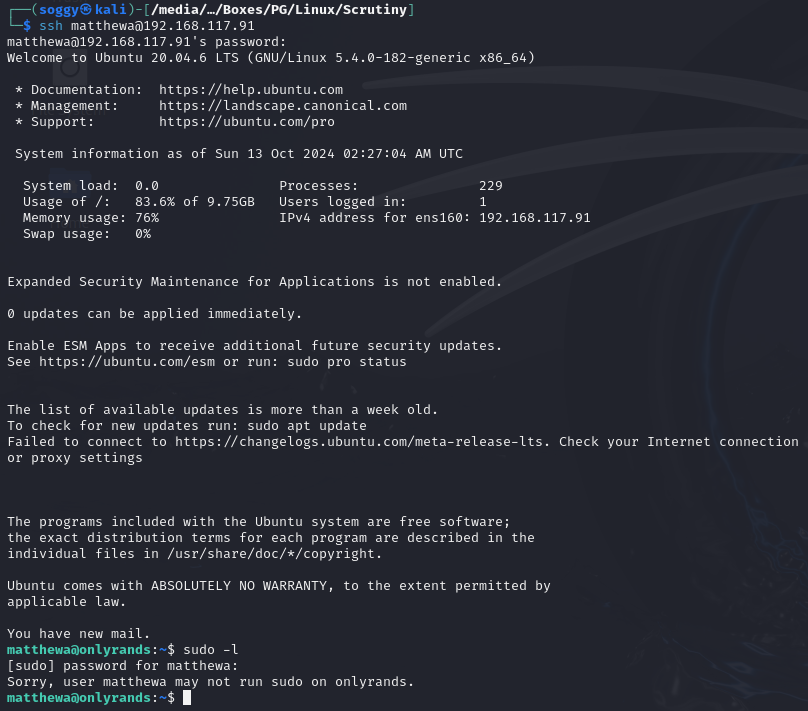 ┌──(soggy㉿kali)-[/media/…/Boxes/PG/Linux/Scrutiny]
└─$ ssh matthewa@192.168.117.91
matthewa@192.168.117.91's password:
Welcome to Ubuntu 20.04.6 LTS (GNU/Linux 5.4.0-182-generic x86_64)

 * Documentation:  https://help.ubuntu.com
 * Management:     https://landscape.canonical.com
 * Support:        https://ubuntu.com/pro

 System information as of Sun 13 Oct 2024 02:27:04 AM UTC

  System load:  0.0               Processes:               229
  Usage of /:   83.6% of 9.75GB   Users logged in:         1
  Memory usage: 76%               IPv4 address for ens160: 192.168.117.91
  Swap usage:   0%

Expanded Security Maintenance for Applications is not enabled.

0 updates can be applied immediately.

Enable ESM Apps to receive additional future security updates.
See https://ubuntu.com/esm or run: sudo pro status

The list of available updates is more than a week old.
To check for new updates run: sudo apt update
Failed to connect to https://changelogs.ubuntu.com/meta-release-lts. Check your Internet connection
or proxy settings

The programs included with the Ubuntu system are free software;
the exact distribution terms for each program are described in the
individual files in /usr/share/doc/*/copyright.

Ubuntu comes with ABSOLUTELY NO WARRANTY, to the extent permitted by
applicable law.

You have new mail.
matthewa@onlyrands:~$ sudo -l
[sudo] password for matthewa:
Sorry, user matthewa may not run sudo on onlyrands.
matthewa@onlyrands:~$